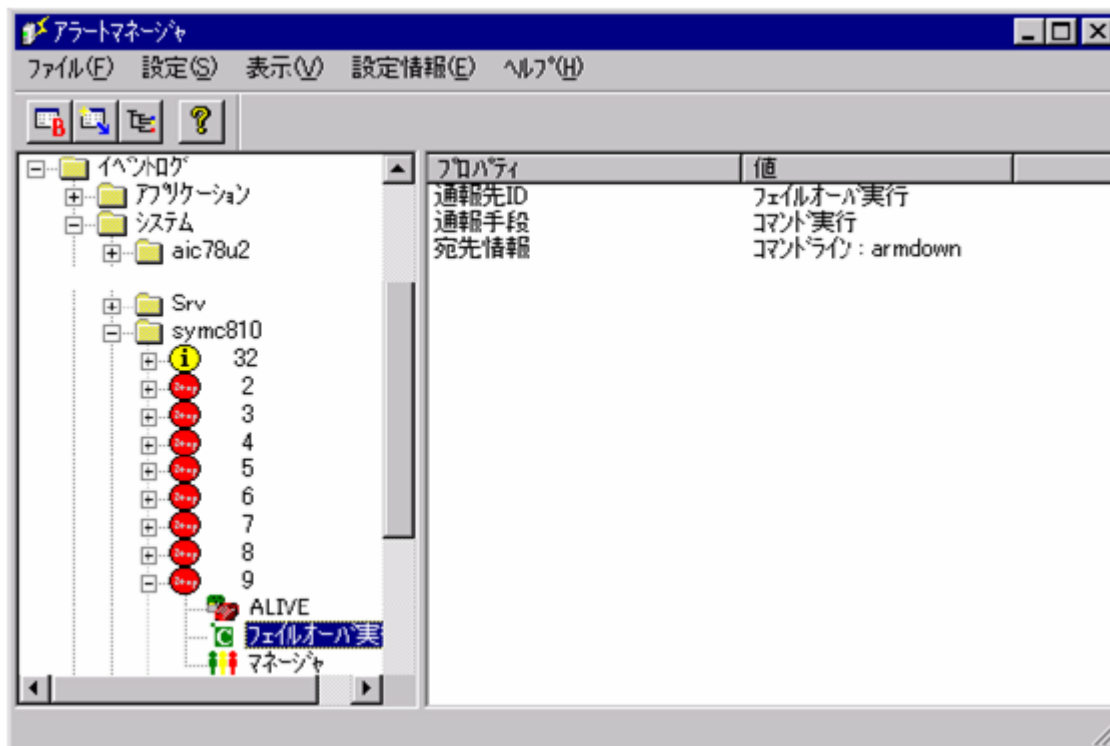 アラートマネージャ
ファイル(F) 設定(S) 表示(V) 設定情報(E) ヘルプ(H)
イベントログ
アプリケーション
システム
aic78u2
Srv
symc810
32
2
3
4
5
6
7
8
9
ALIVE
フェイルオーバ実
マネージャ
プロパティ 値
通報先ID フェイルオーバ実行
通報手段 コマンド実行
宛先情報 コマンドライン : armdown